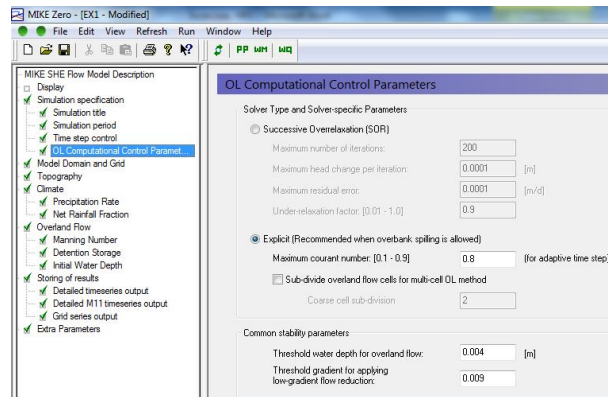 MIKE Zero - [EX1 - Modified]
File Edit View Refresh Run Window Help
PP WM WQ
MIKE SHE Flow Model Description
Display
Simulation specification
Simulation title
Simulation period
Time step control
OL Computational Control Paramet...
Model Domain and Grid
Topography
Climate
Precipitation Rate
Net Rainfall Fraction
Overland Flow
Manning Number
Detention Storage
Initial Water Depth
Storing of results
Detailed timeseries output
Detailed M11 timeseries output
Grid series output
Extra Parameters
OL Computational Control Parameters
Solver Type and Solver-specific Parameters
Successive Overrelaxation (SOR)
Maximum number of iterations: 200
Maximum head change per iteration: 0.0001 [m]
Maximum residual error: 0.0001 [m/d]
Under-relaxation factor: [0.01 - 1.0] 0.9
Explicit (Recommended when overbank spilling is allowed)
Maximum courant number: [0.1 - 0.9] 0.8 (for adaptive time step)
Sub-divide overland flow cells for multi-cell OL method
Coarse cell sub-division 2
Common stability parameters
Threshold water depth for overland flow: 0.004 [m]
Threshold gradient for applying
low-gradient flow reduction: 0.009